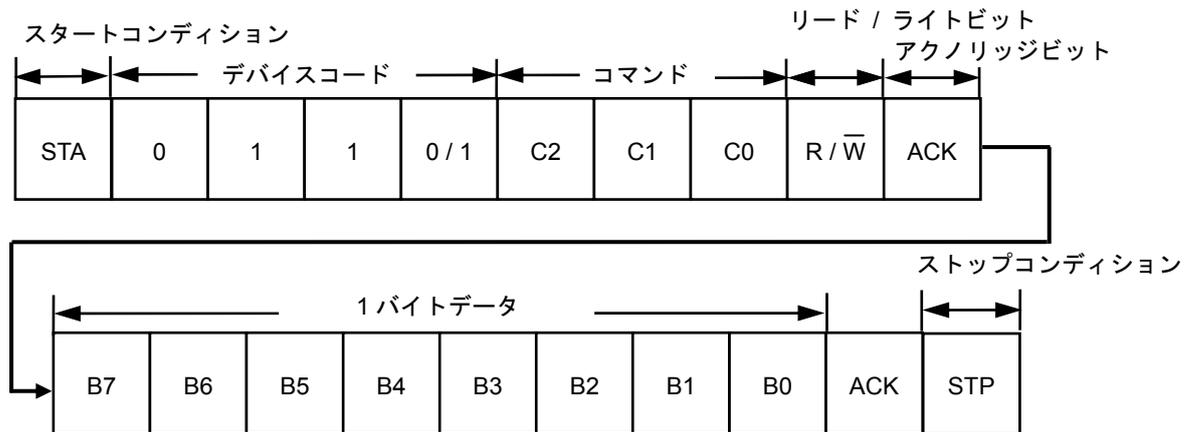 リード / ライトビット
スタートコンディション
アクノリッジビット
デバイスコード
コマンド
STA 0 1 1 0 / 1 C2 C1 C0 R / W̅ ACK
ストップコンディション
1 バイトデータ
B7 B6 B5 B4 B3 B2 B1 B0 ACK STP